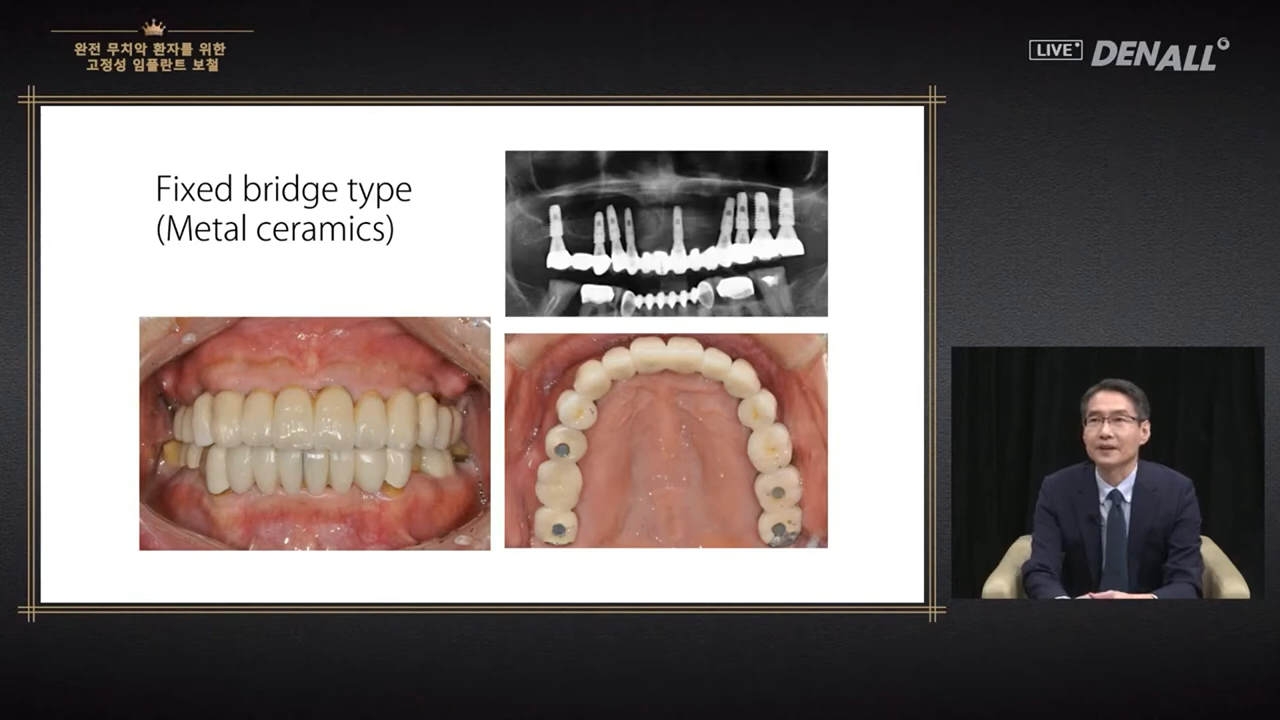 완전 무치악 환자를 위한
고정성 임플란트 보철
LIVE
DENALL
Fixed bridge type
(Metal ceramics)